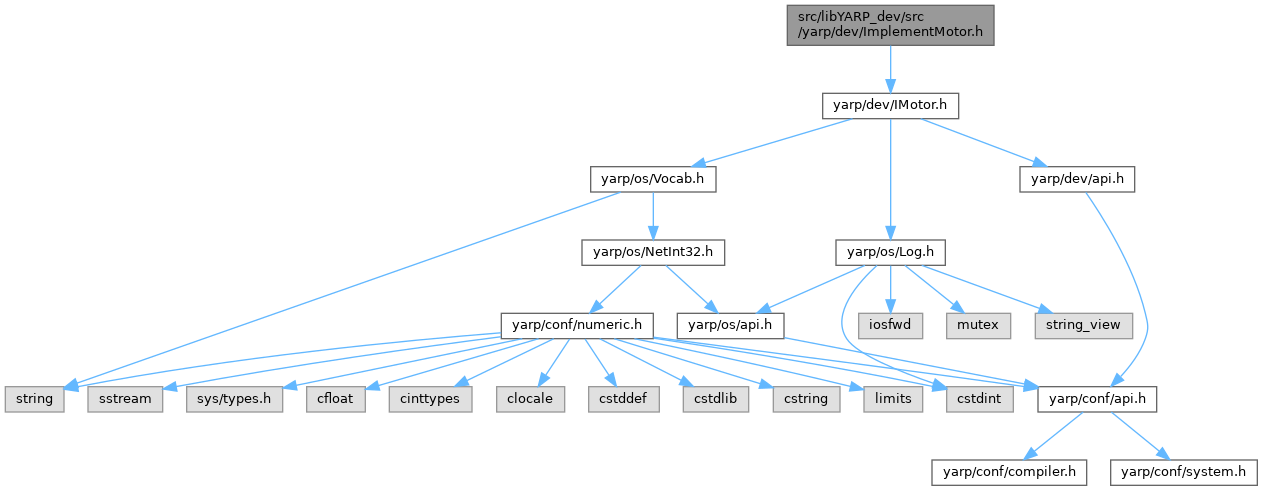 src/libYARP_dev/src
/yarp/dev/ImplementMotor.h
yarp/dev/IMotor.h
yarp/os/Vocab.h
yarp/dev/api.h
yarp/os/NetInt32.h
yarp/os/Log.h
yarp/conf/numeric.h
yarp/os/api.h
iosfwd
mutex
string_view
string
sstream
sys/types.h
cfloat
cinttypes
clocale
cstddef
cstdlib
cstring
limits
cstdint
yarp/conf/api.h
yarp/conf/compiler.h
yarp/conf/system.h